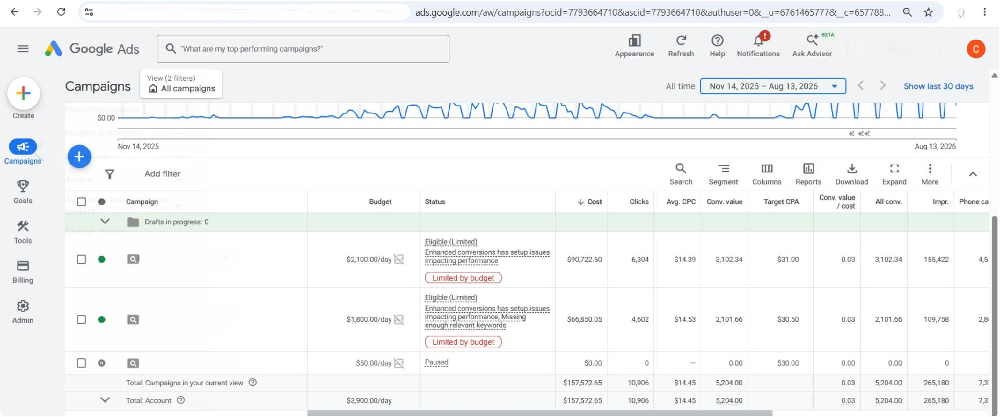 ads.google.com/aw/campaigns?ocid=7793664710&ascid=7793664710&authuser=0&__u=6761465777&__c=657788...
Google Ads
"What are my top performing campaigns?"
Appearance
Refresh
Help
!
Notifications
BETA
Ask Advisor
C
Create
Campaigns
Goals
Tools
Billing
Admin
Campaigns
View (2 filters)
All campaigns
All time
Nov 14, 2025 – Aug 13, 2026
Show last 30 days
Recommendations
$0.00
Insights and reports
Nov 14, 2025
Aug 13, 2026
Add filter
Assets
Search
Segment
Columns
Reports
Download
Expand
More
Campaign Budget Status Cost Clicks Avg. CPC Conv. value Target CPA Conv. value / cost All conv. Impr. Phone ca
content
Drafts in progress: 0
Change history
$2,100.00/day
Eligible (Limited)
Enhanced conversions has setup issues
impacting performance
Limited by budget
$90,722.60 6,304 $14.39 3,102.34 $31.00 0.03 3,102.34 155,422 4,5
$1,800.00/day
Eligible (Limited)
Enhanced conversions has setup issues
impacting performance, Missing
enough relevant keywords
Limited by budget
$66,850.05 4,602 $14.53 2,101.66 $30.50 0.03 2,101.66 109,758 2,8
$50.00/day Paused $0.00 0 — 0.00 $30.00 0.00 0.00 0
Total: Campaigns in your current view $157,572.65 10,906 $14.45 5,204.00 0.03 5,204.00 265,180 7,3
Total: Account $3,900.00/day $157,572.65 10,906 $14.45 5,204.00 0.03 5,204.00 265,180 7,3